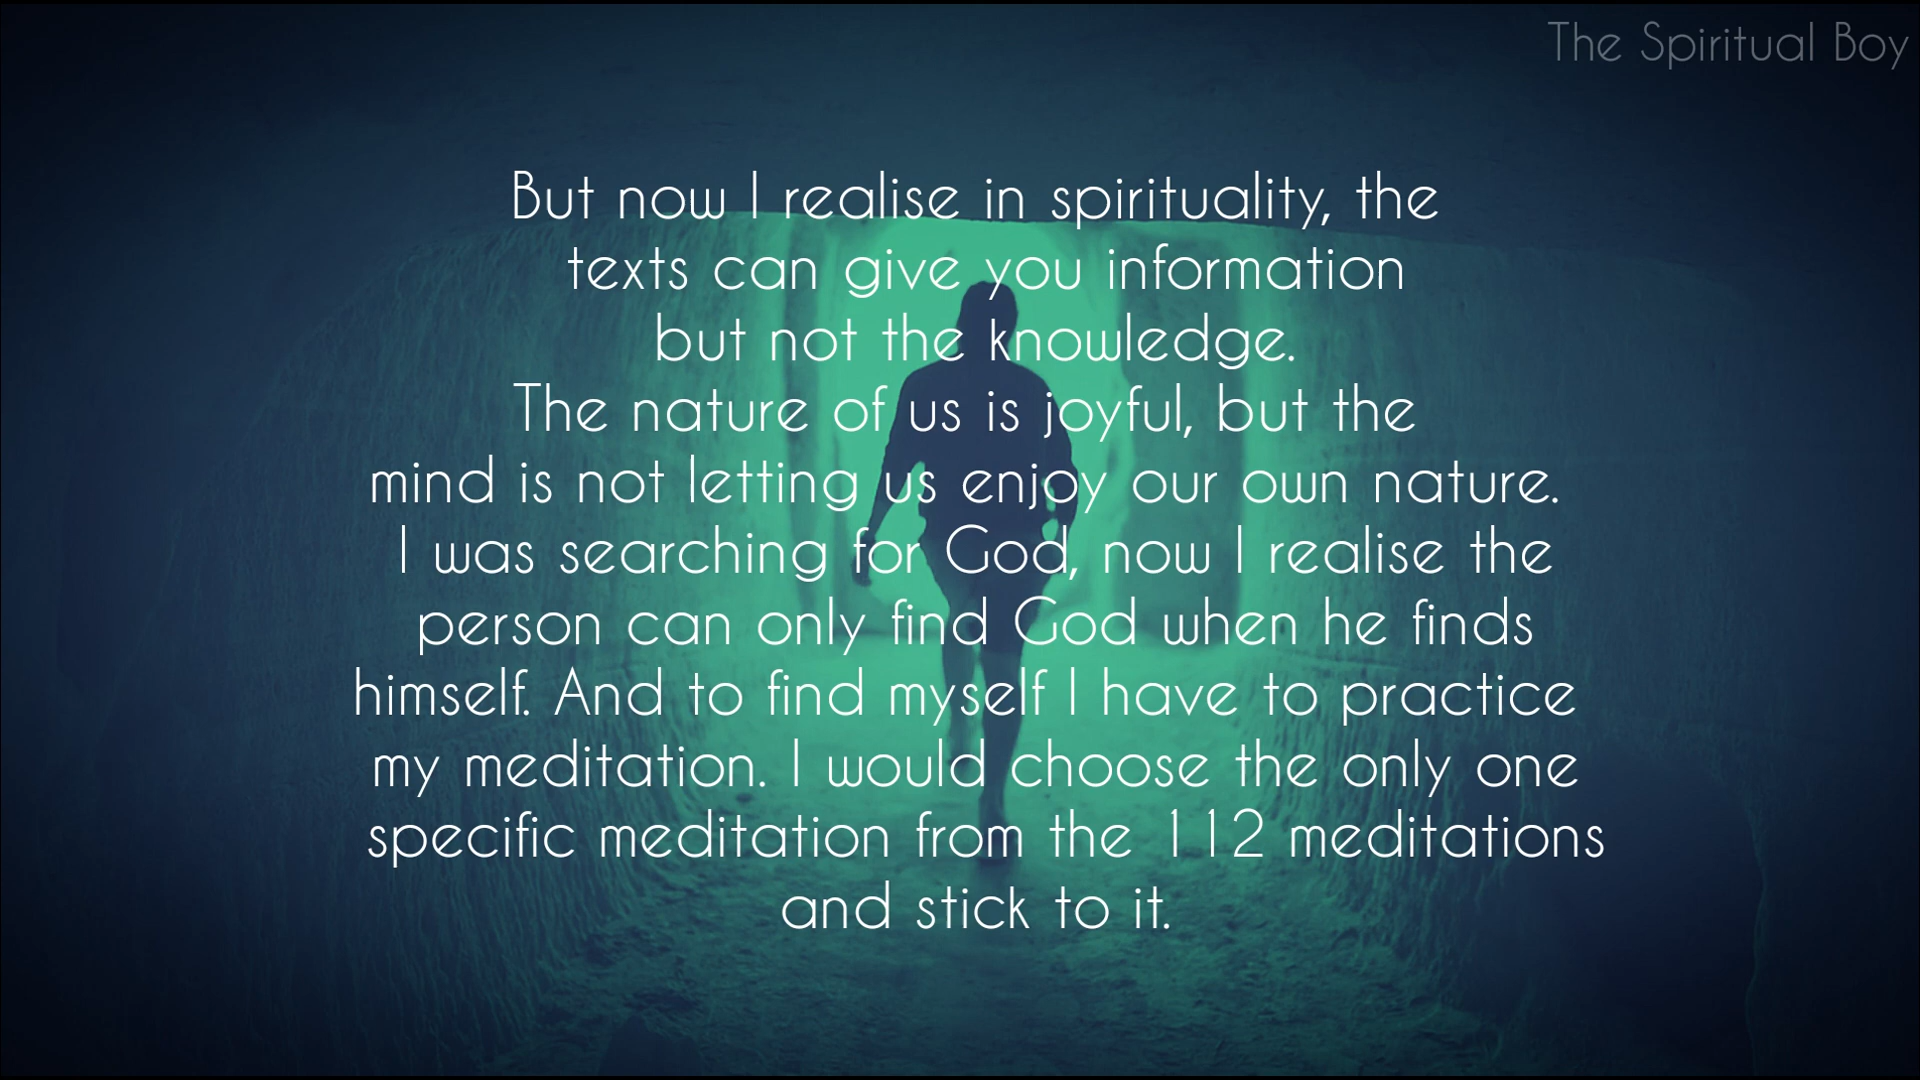 The Spiritual Boy
But now I realise in spirituality, the
texts can give you information
but not the knowledge.
The nature of us is joyful, but the
mind is not letting us enjoy our own nature.
I was searching for God, now I realise the
person can only find God when he finds
himself. And to find myself I have to practice
my meditation. I would choose the only one
specific meditation from the 112 meditations
and stick to it.